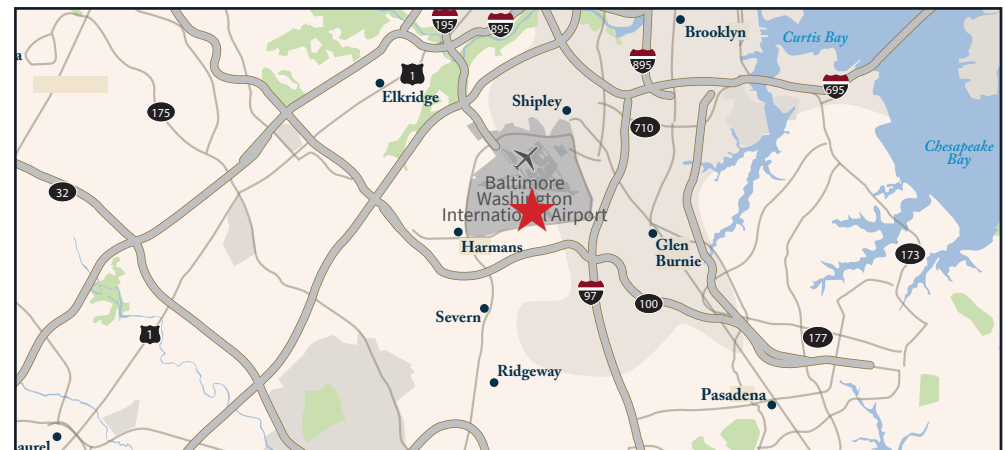 195
895
Brooklyn
Curtis Bay
a
895
1
Elkridge
695
Shipley
175
710
Chesapeake
Bay
Baltimore
Washington
International Airport
32
Harmans
Glen
Burnie
173
97
100
Severn
1
177
Ridgeway
Pasadena
aurel